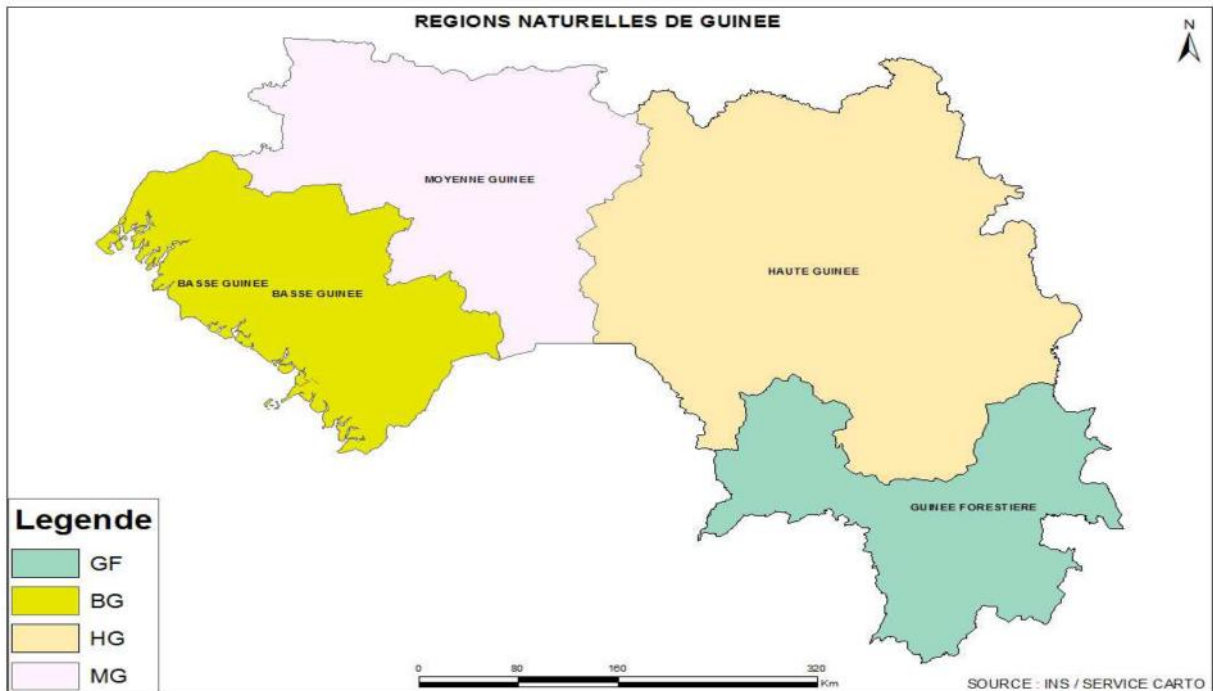 REGIONS NATURELLES DE GUINEE
N
MOYENNE GUINEE
HAUTE GUINEE
BASSE GUINEE
BASSE GUINEE
GUINEE FORESTIERE
Legende
GF
BG
HG
MG
0 80 160 320
Km
SOURCE : INS / SERVICE CARTO